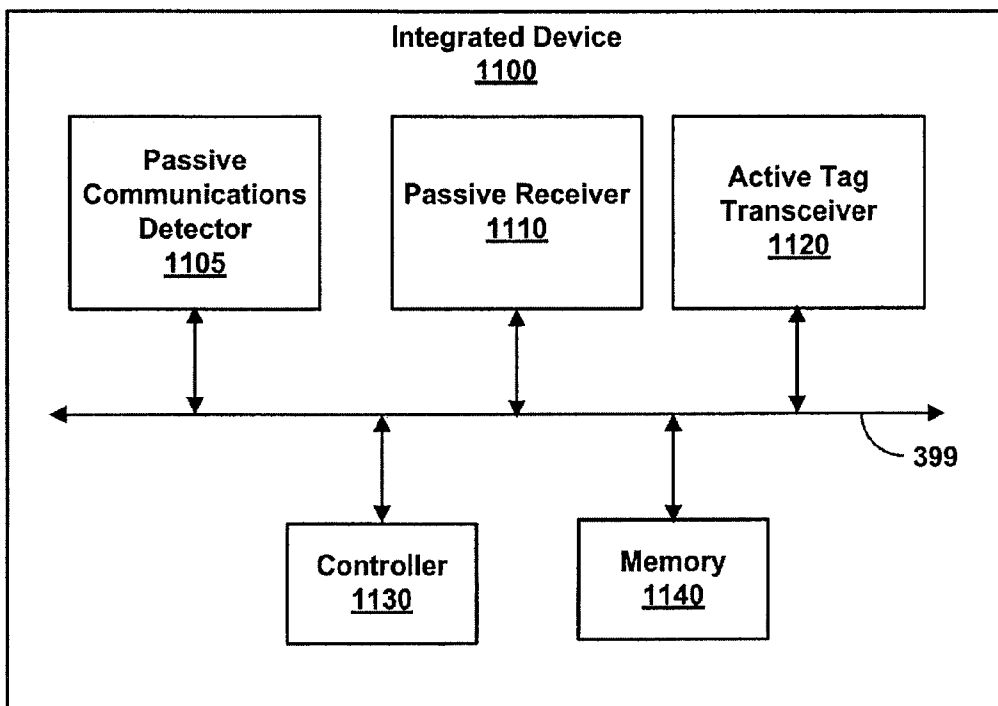 Integrated Device
1100
Passive
Communications
Detector
1105
Passive Receiver
1110
Active Tag
Transceiver
1120
399
Controller
1130
Memory
1140